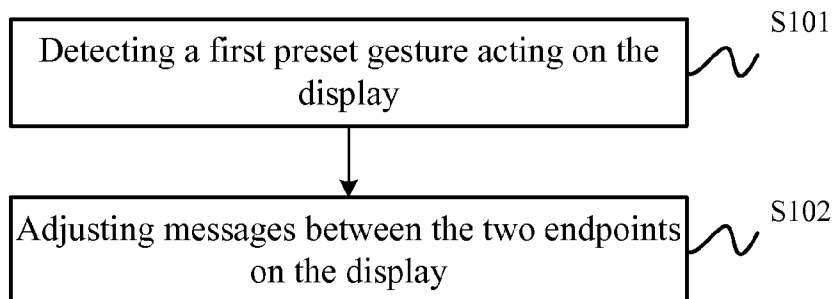 S101
Detecting a first preset gesture acting on the
display
S102
Adjusting messages between the two endpoints
on the display